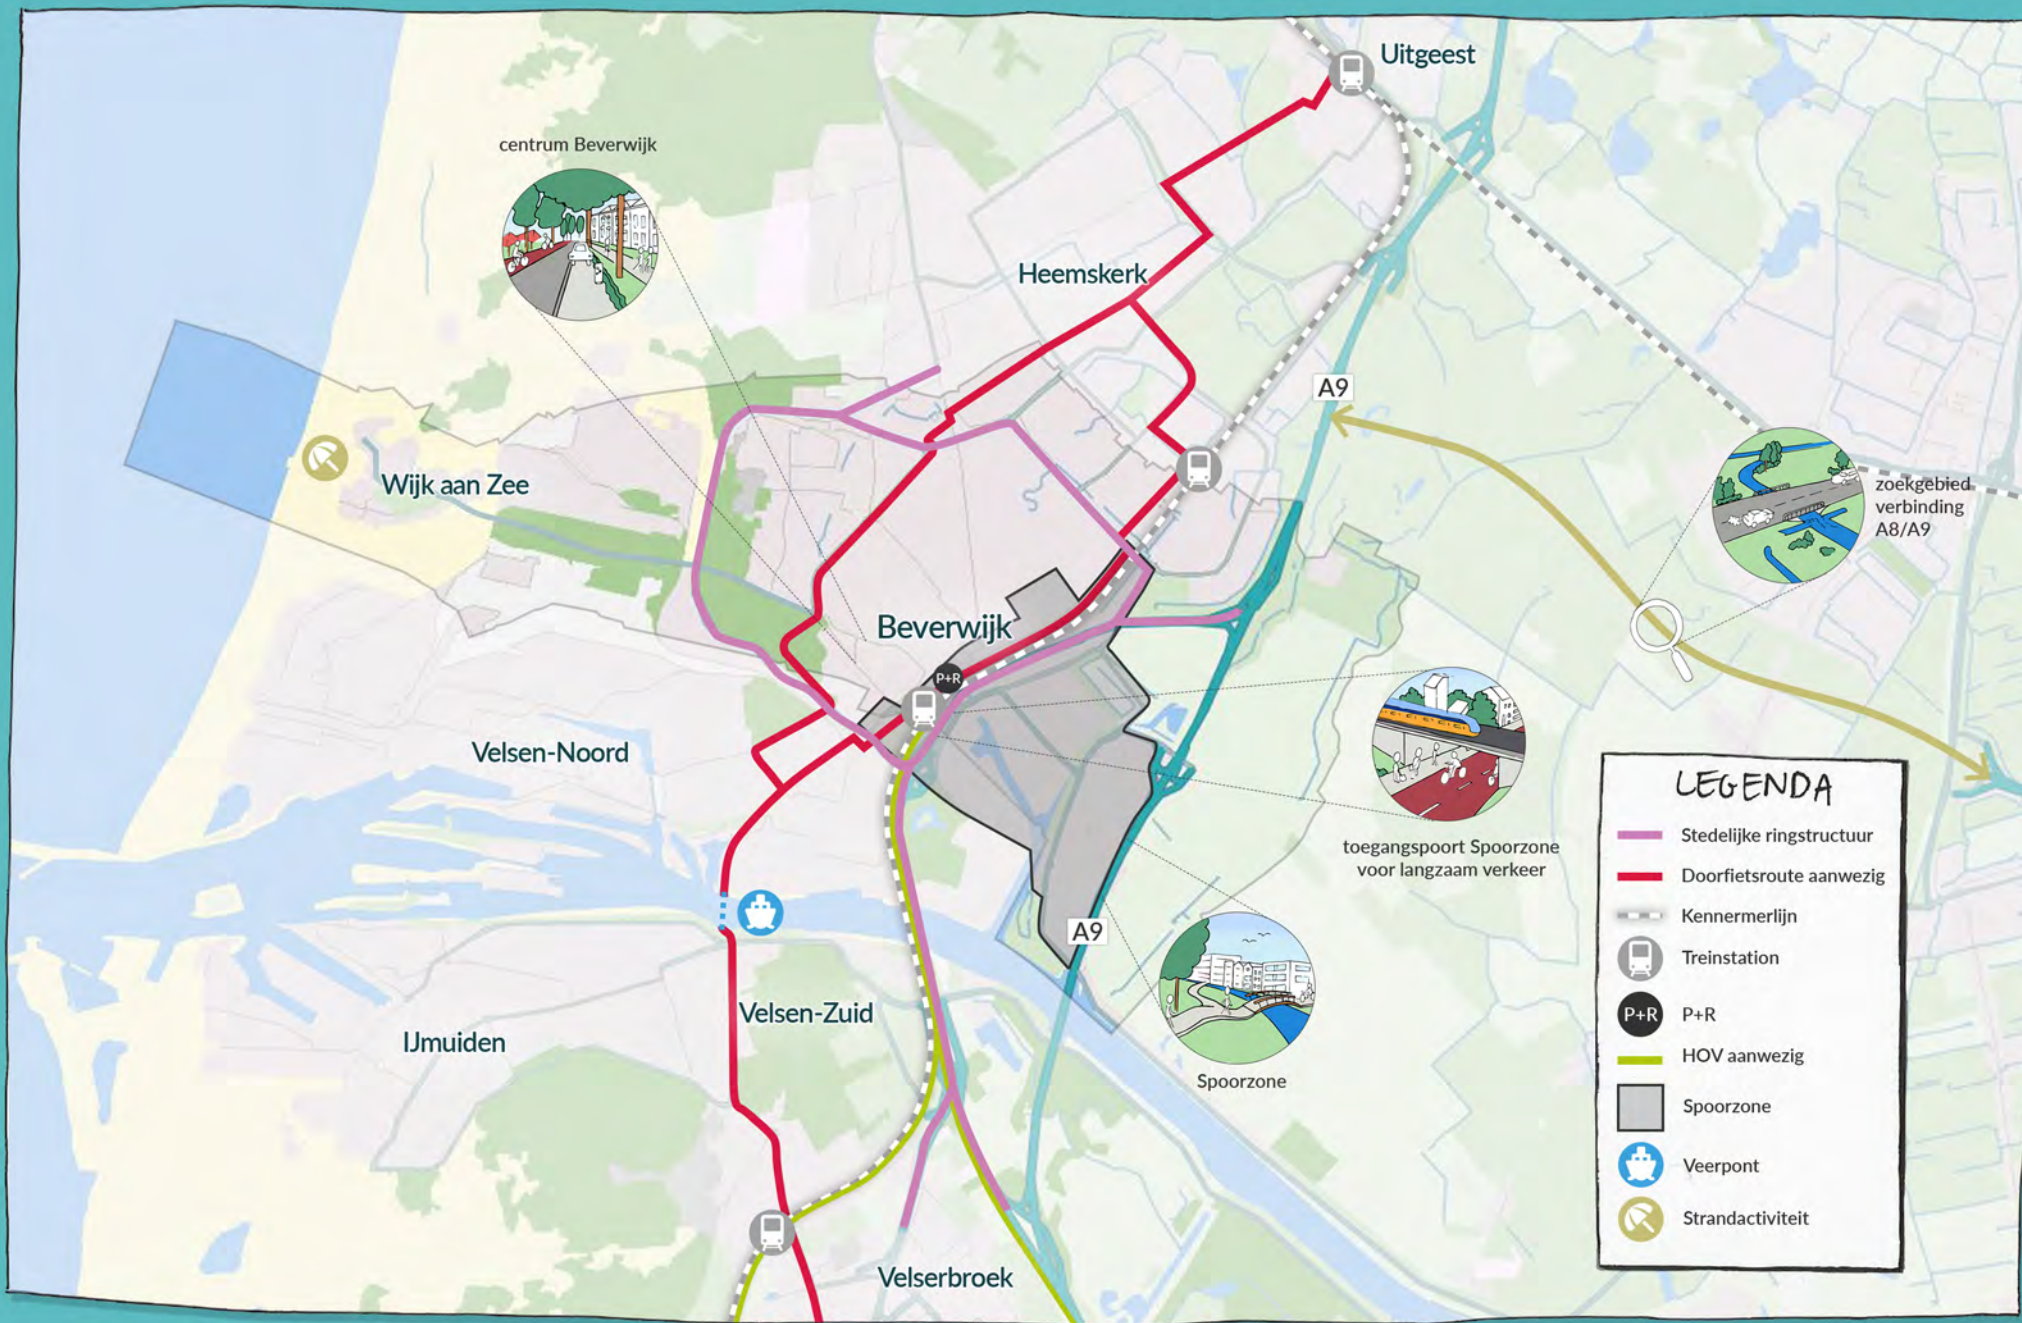 Uitgeest
centrum Beverwijk
Heemskerk
A9
Wijk aan Zee
zoekgebied
verbinding
A8/A9
Beverwijk
P+R
Velsen-Noord
toegangspoort Spoorzone
voor langzaam verkeer
A9
Velsen-Zuid
IJmuiden
Spoorzone
Velserbroek
LEGENDA
Stedelijke ringstructuur
Doorfietsroute aanwezig
Kennermerlijn
Treinstation
P+R P+R
HOV aanwezig
Spoorzone
Veerpont
Strandactiviteit